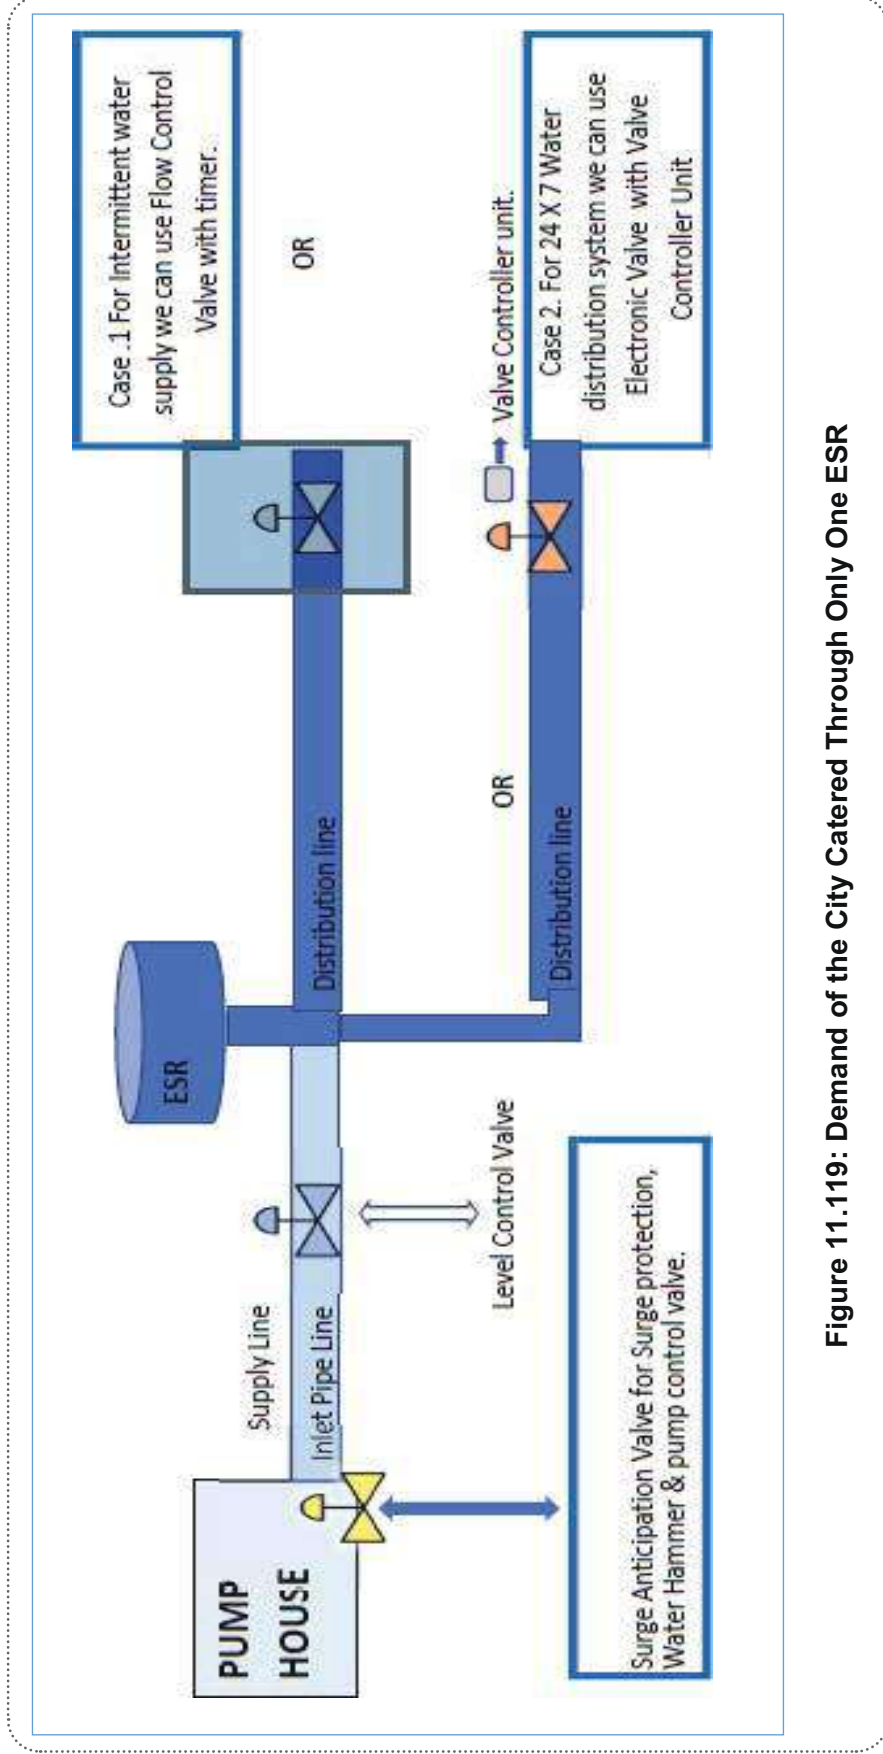 Case .1 For Intermittent water
supply we can use Flow Control
Valve with timer.
OR
ESR
Distribution line
Supply Line
Inlet Pipe Line
PUMP
HOUSE
Level Control Valve
OR
Valve Controller unit.
Distribution line
Case 2. For 24 X 7 Water
distribution system we can use
Electronic Valve with Valve
Controller Unit
Surge Anticipation Valve for Surge protection,
Water Hammer & pump control valve.
Figure 11.119: Demand of the City Catered Through Only One ESR